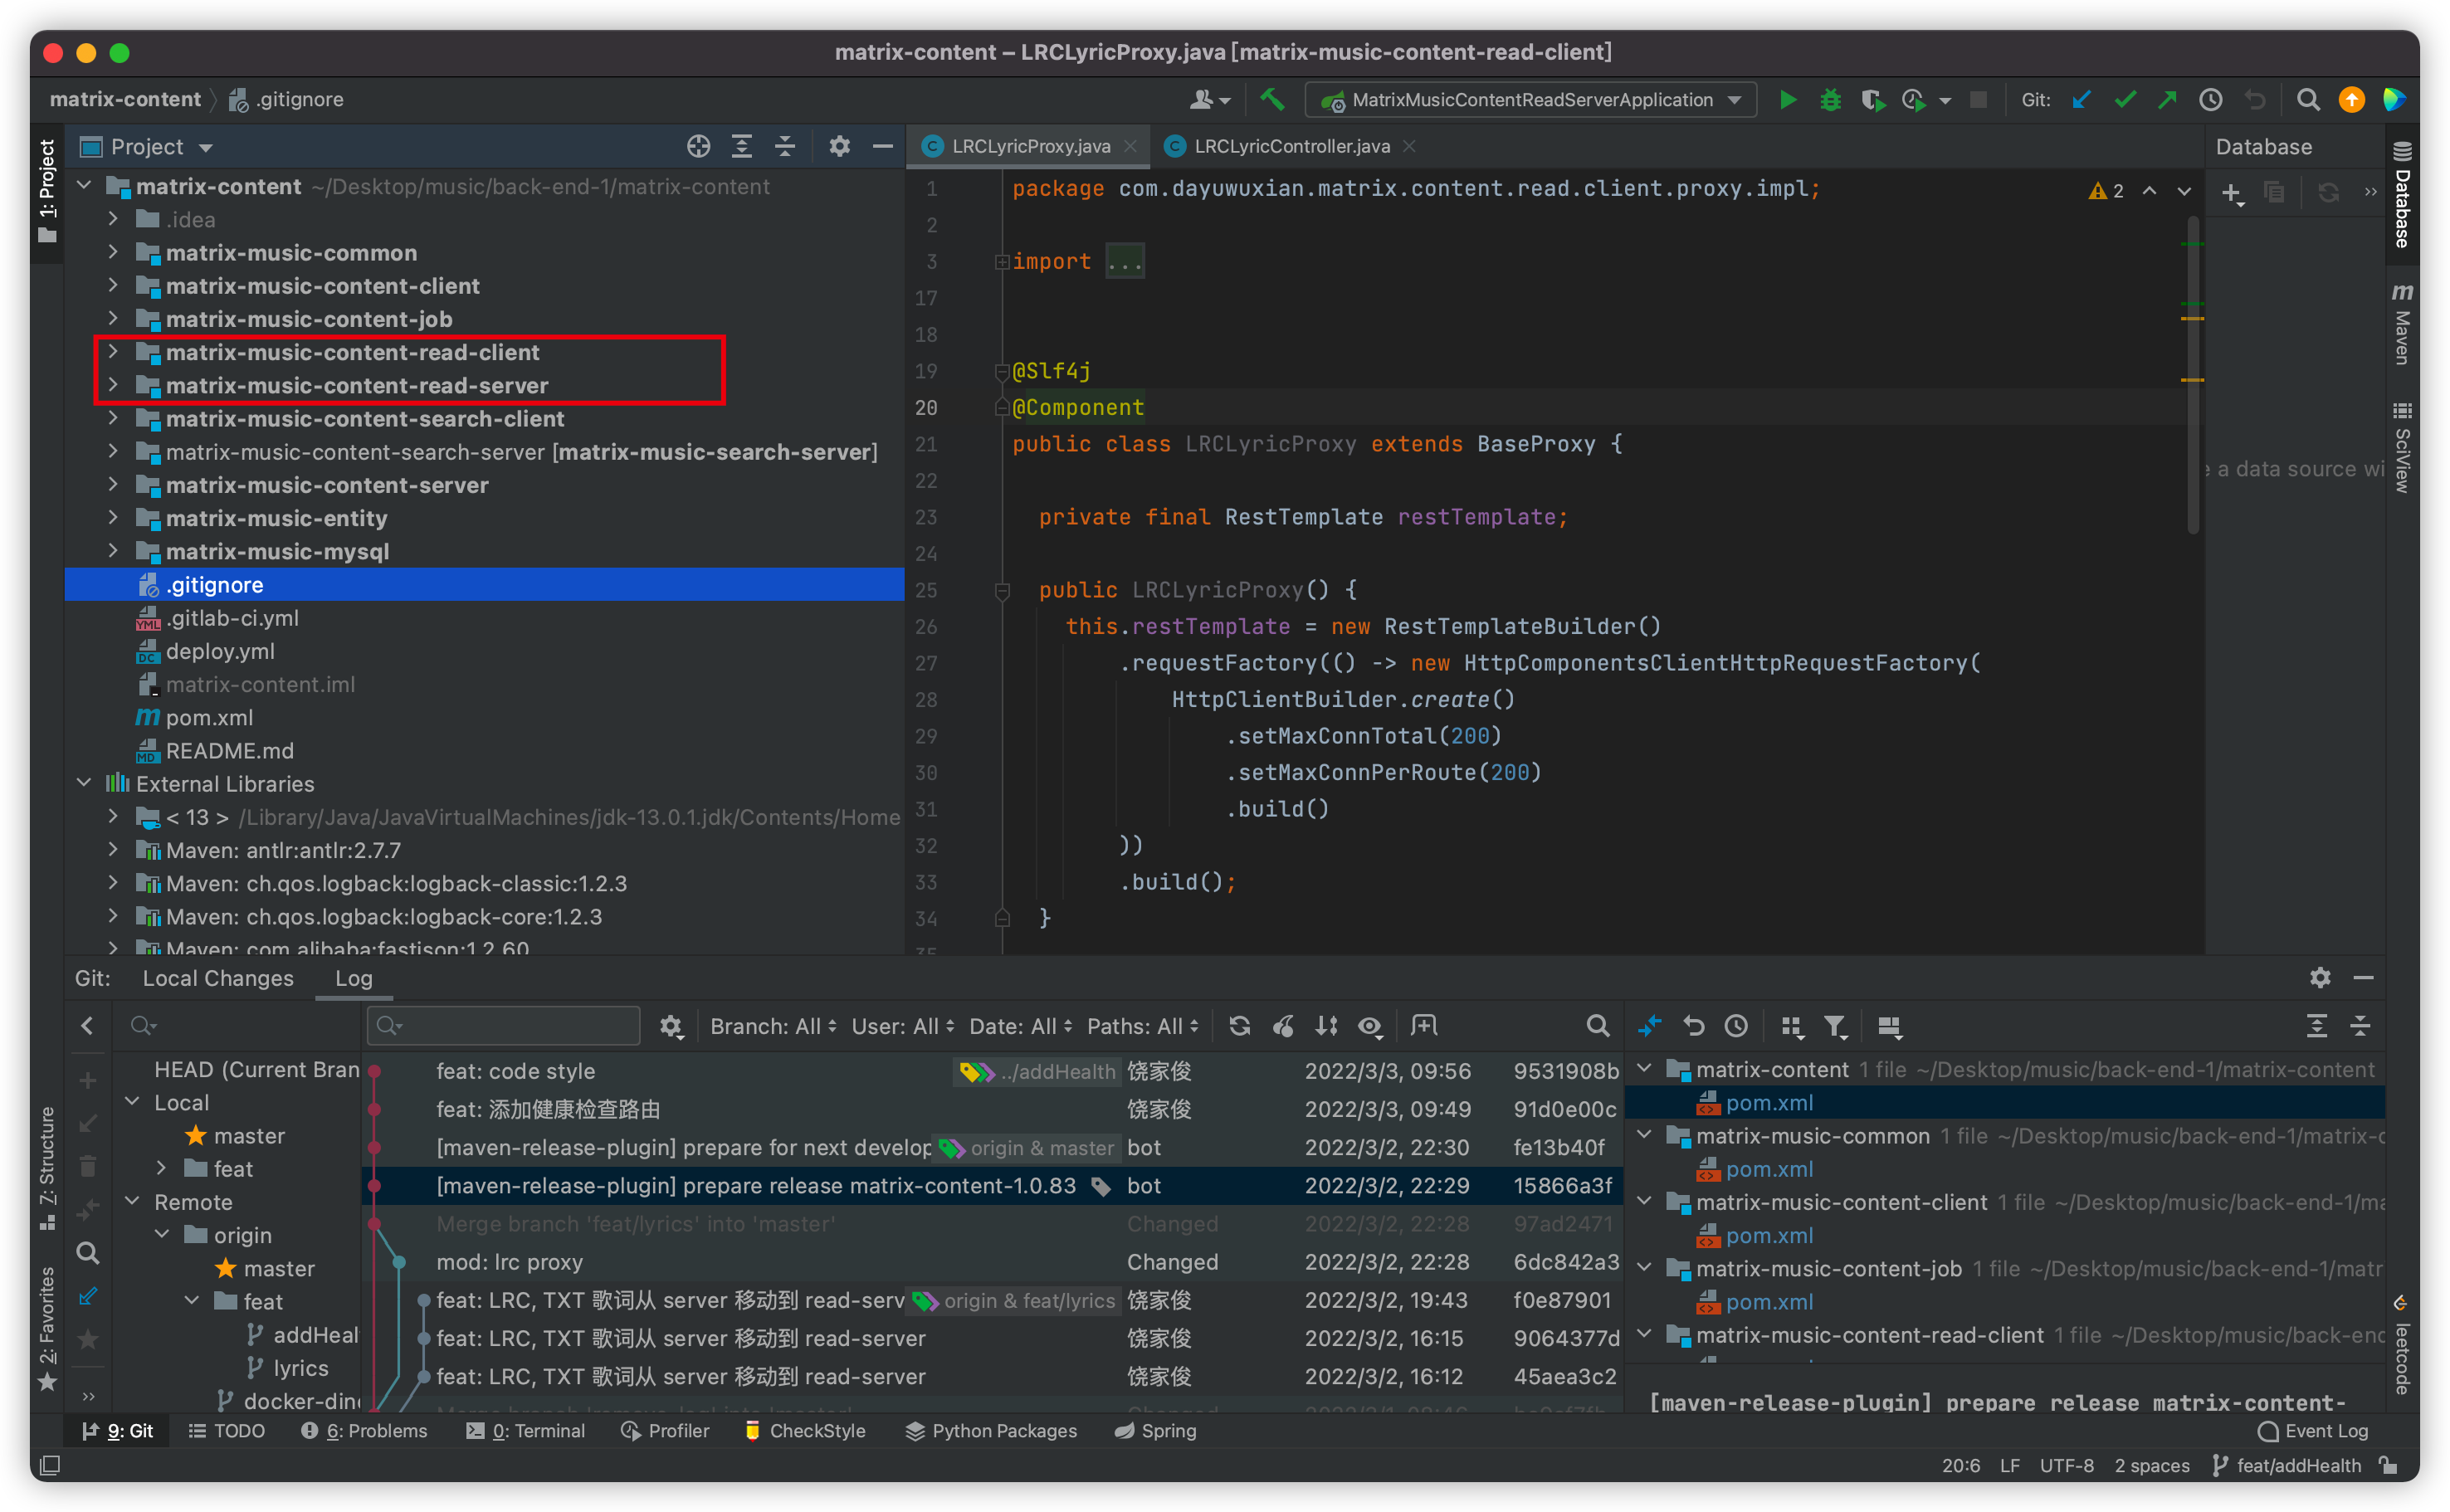 matrix-content – LRCLyricProxy.java [matrix-music-content-read-client]
matrix-content .gitignore
MatrixMusicContentReadServerApplication
Git:
1: Project
Project
matrix-content ~/Desktop/music/back-end-1/matrix-content
.idea
matrix-music-common
matrix-music-content-client
matrix-music-content-job
matrix-music-content-read-client
matrix-music-content-read-server
matrix-music-content-search-client
matrix-music-content-search-server [matrix-music-search-server]
matrix-music-content-server
matrix-music-entity
matrix-music-mysql
.gitignore
.gitlab-ci.yml
deploy.yml
matrix-content.iml
pom.xml
README.md
External Libraries
< 13 > /Library/Java/JavaVirtualMachines/jdk-13.0.1.jdk/Contents/Home
Maven: antlr:antlr:2.7.7
Maven: ch.qos.logback:logback-classic:1.2.3
Maven: ch.qos.logback:logback-core:1.2.3
Maven: com.alibaba:fastjson:1.2.60
LRCLyricProxy.java
LRCLyricController.java
2
1 package com.dayuwuxian.matrix.content.read.client.proxy.impl;
2
3 import ...
17
18
19 @Slf4j
20 @Component
21 public class LRCLyricProxy extends BaseProxy {
22
23 private final RestTemplate restTemplate;
24
25 public LRCLyricProxy() {
26 this.restTemplate = new RestTemplateBuilder()
27 .requestFactory(() -> new HttpComponentsClientHttpRequestFactory(
28 HttpClientBuilder.create()
29 .setMaxConnTotal(200)
30 .setMaxConnPerRoute(200)
31 .build()
32 ))
33 .build();
34 }
35
Database
a data source wi
Database
Maven
SciView
leetcode
Z: Structure
2: Favorites
Git: Local Changes Log
Branch: All User: All Date: All Paths: All
HEAD (Current Bran
Local
master
feat
Remote
origin
master
feat
addHeal
lyrics
docker-din
feat: code style ../addHealth 饶家俊 2022/3/3, 09:56 9531908b
feat: 添加健康检查路由 饶家俊 2022/3/3, 09:49 91d0e00c
[maven-release-plugin] prepare for next develop origin & master bot 2022/3/2, 22:30 fe13b40f
[maven-release-plugin] prepare release matrix-content-1.0.83 bot 2022/3/2, 22:29 15866a3f
Merge branch 'feat/lyrics' into 'master' Changed 2022/3/2, 22:28 97ad2471
mod: lrc proxy Changed 2022/3/2, 22:28 6dc842a3
feat: LRC, TXT 歌词从 server 移动到 read-serv origin & feat/lyrics 饶家俊 2022/3/2, 19:43 f0e87901
feat: LRC, TXT 歌词从 server 移动到 read-server 饶家俊 2022/3/2, 16:15 9064377d
feat: LRC, TXT 歌词从 server 移动到 read-server 饶家俊 2022/3/2, 16:12 45aea3c2
matrix-content 1 file ~/Desktop/music/back-end-1/matrix-content
pom.xml
matrix-music-common 1 file ~/Desktop/music/back-end-1/matrix-c
pom.xml
matrix-music-content-client 1 file ~/Desktop/music/back-end-1/ma
pom.xml
matrix-music-content-job 1 file ~/Desktop/music/back-end-1/matr
pom.xml
matrix-music-content-read-client 1 file ~/Desktop/music/back-end
[maven-release-plugin] prepare release matrix-content-
9: Git TODO 6: Problems 0: Terminal Profiler CheckStyle Python Packages Spring Event Log
20:6 LF UTF-8 2 spaces feat/addHealth